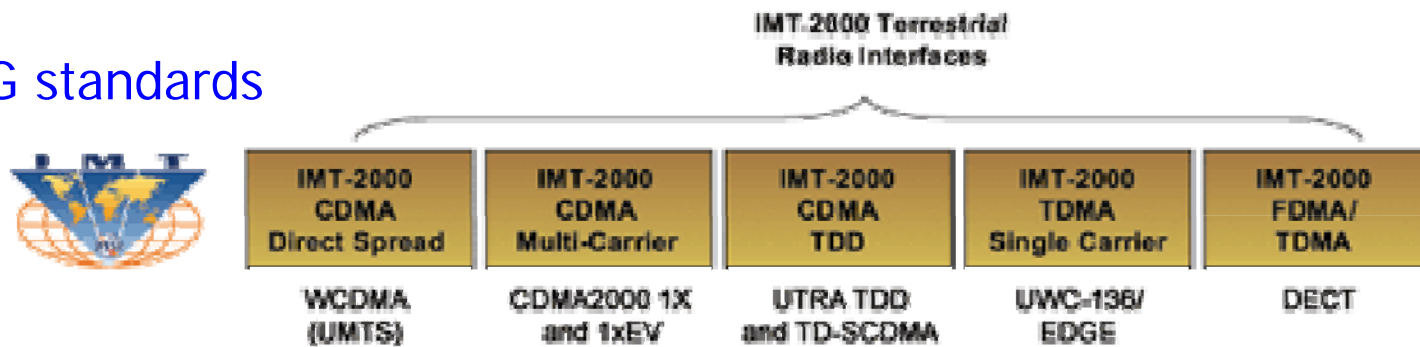 IMT-2000 Terrestrial
Radio Interfaces
G standards
IMT
IMT-2000
CDMA
Direct Spread
IMT-2000
CDMA
Multi-Carrier
IMT-2000
CDMA
TDD
IMT-2000
TDMA
Single Carrier
IMT-2000
FDMA/
TDMA
WCDMA
(UMTS)
CDMA2000 1X
and 1xEV
UTRA TDD
and TD-SCDMA
UWC-136/
EDGE
DECT